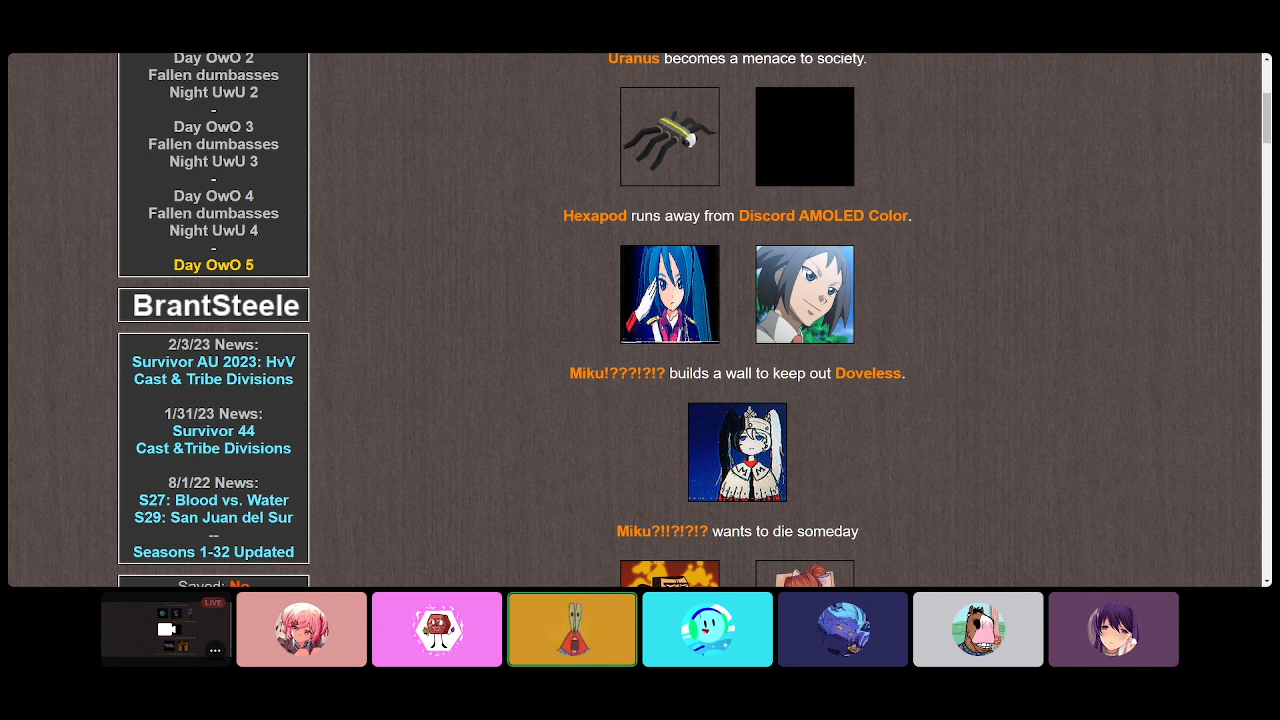 Day OwO 2
Fallen dumbasses
Night UwU 2
-
Day OwO 3
Fallen dumbasses
Night UwU 3
-
Day OwO 4
Fallen dumbasses
Night UwU 4
-
Day OwO 5
BrantSteele
2/3/23 News:
Survivor AU 2023: HvV
Cast & Tribe Divisions
1/31/23 News:
Survivor 44
Cast &Tribe Divisions
8/1/22 News:
S27: Blood vs. Water
S29: San Juan del Sur
--
Seasons 1-32 Updated
Saved: No
Uranus becomes a menace to society.
Hexapod runs away from Discord AMOLED Color.
Miku!???!?!? builds a wall to keep out Doveless.
Miku?!!?!?!? wants to die someday
LIVE